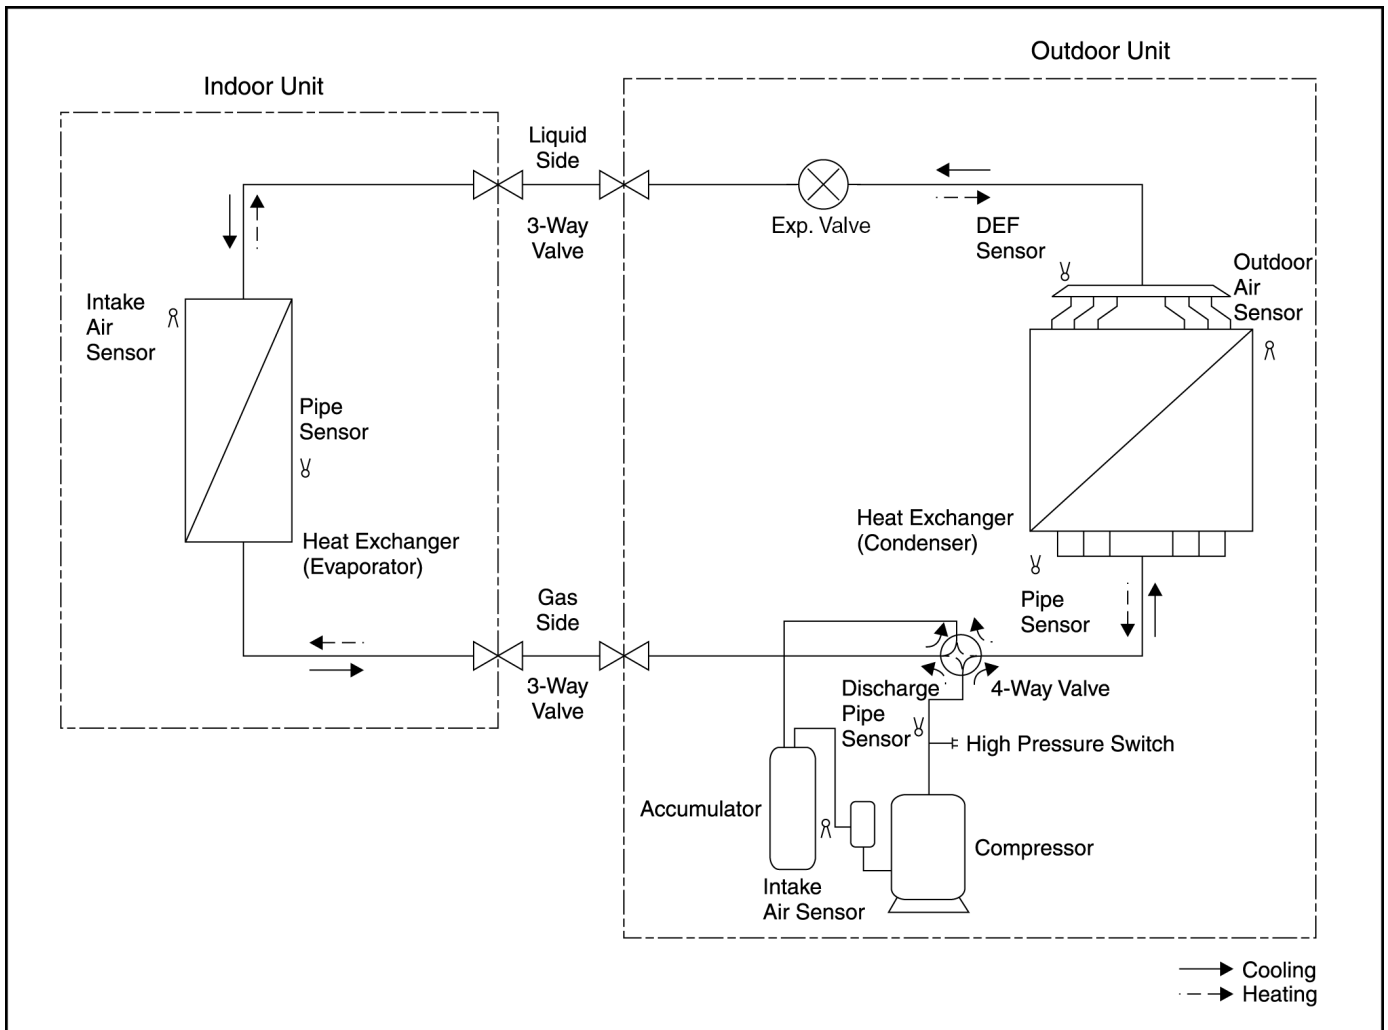 Outdoor Unit
Indoor Unit
Liquid
Side
3-Way
Valve
Exp. Valve
DEF
Sensor
Outdoor
Air
Sensor
Intake
Air
Sensor
Pipe
Sensor
Heat Exchanger
(Evaporator)
Heat Exchanger
(Condenser)
Pipe
Sensor
Gas
Side
3-Way
Valve
Discharge
Pipe
Sensor
4-Way Valve
High Pressure Switch
Accumulator
Compressor
Intake
Air Sensor
Cooling
Heating